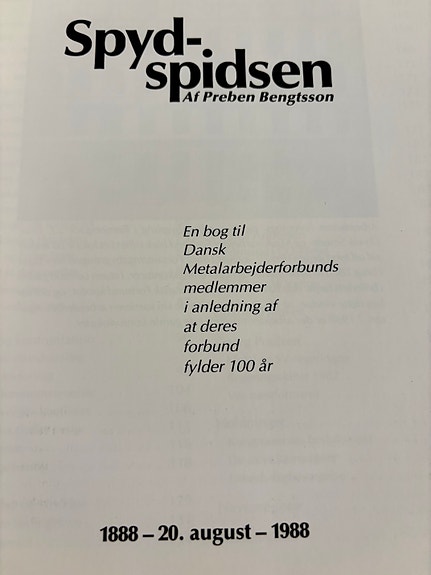 Spyd-
spidsen
Af Preben Bengtsson
En bog til
Dansk
Metalarbejderforbunds
medlemmer
i anledning af
at deres
forbund
fylder 100 år
1888 – 20. august – 1988